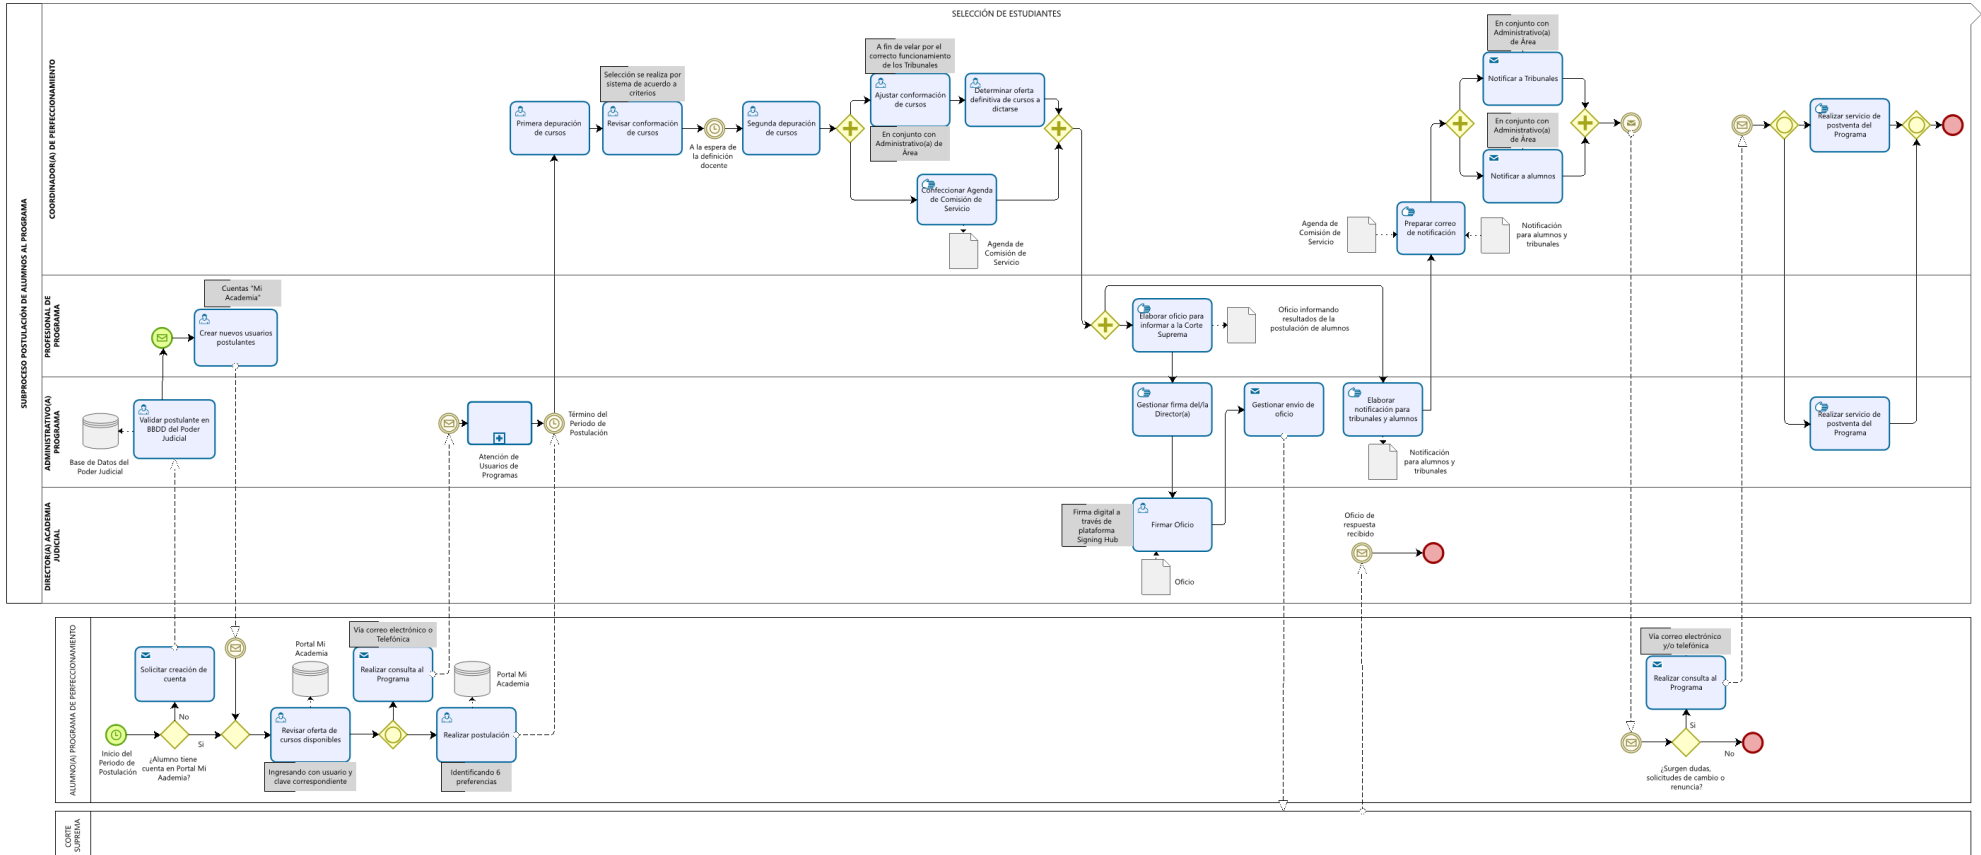 SELECCIÓN DE ESTUDIANTES
SUBPROCESO POSTULACIÓN DE ALUMNOS AL PROGRAMA
COORDINADOR(A) DE PERFECCIONAMIENTO
Primera depuración
de cursos
Selección se realiza por
sistema de acuerdo a
criterios
Revisar conformación
de cursos
A la espera de
la definición
docente
Segunda depuración
de cursos
A fin de velar por el
correcto funcionamiento
de los Tribunales
Ajustar conformación
de cursos
En conjunto con
Administrativo(a) de
Área
Determinar oferta
definitiva de cursos a
dictarse
Confeccionar Agenda
de Comisión de
Servicio
Agenda de
Comisión de
Servicio
Agenda de
Comisión de
Servicio
Preparar correo
de notificación
Notificación
para alumnos y
tribunales
En conjunto con
Administrativo(a)
de Área
Notificar a Tribunales
En conjunto con
Administrativo(a)
de Área
Notificar a alumnos
Realizar servicio de
postventa del
Programa
PROFESIONAL DE
PROGRAMA
Cuentas "Mi
Academia"
Crear nuevos usuarios
postulantes
Elaborar oficio para
informar a la Corte
Suprema
Oficio informando
resultados de la
postulación de alumnos
ADMINISTRATIVO(A)
PROGRAMA
Base de Datos del
Poder Judicial
Validar postulante en
BBDD del Poder
Judicial
Atención de
Usuarios de
Programas
Término del
Periodo de
Postulación
Gestionar firma del/la
Director(a)
Gestionar envío de
oficio
Elaborar
notificación para
tribunales y alumnos
Notificación
para alumnos y
tribunales
Realizar servicio de
postventa del
Programa
DIRECTOR(A) ACADEMIA
JUDICIAL
Firma digital a
través de
plataforma
Signing Hub
Firmar Oficio
Oficio
Oficio de
respuesta
recibido
ALUMNO(A) PROGRAMA DE PERFECCIONAMIENTO
Inicio del
Periodo de
Postulación
Solicitar creación de
cuenta
No
Si
¿Alumno tiene
cuenta en Portal Mi
Aademia?
Portal Mi
Academia
Revisar oferta de
cursos disponibles
Ingresando con usuario y
clave correspondiente
Vía correo electrónico o
Telefónica
Realizar consulta al
Programa
Portal Mi
Academia
Realizar postulación
Identificando 6
preferencias
Vía correo electrónico
y/o telefónica
Realizar consulta al
Programa
Si
No
¿Surgen dudas,
solicitudes de cambio o
renuncia?
CORTE
SUPREMA